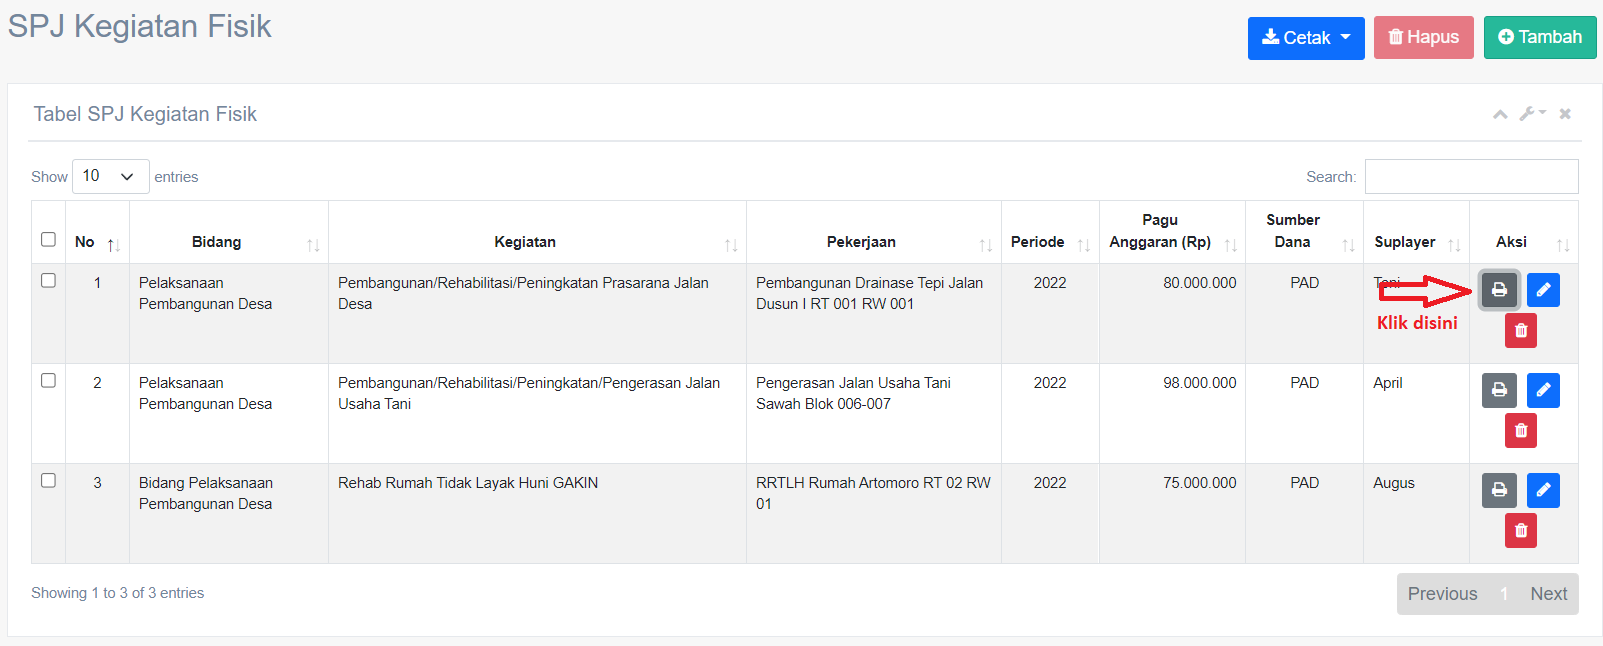 SPJ Kegiatan Fisik
Cetak
Hapus
Tambah
Tabel SPJ Kegiatan Fisik
Show 10 entries
Search:
No
Bidang
Kegiatan
Pekerjaan
Periode
Pagu
Anggaran (Rp)
Sumber
Dana
Suplayer
Aksi
1
Pelaksanaan
Pembangunan Desa
Pembangunan/Rehabilitasi/Peningkatan Prasarana Jalan
Desa
Pembangunan Drainase Tepi Jalan
Dusun I RT 001 RW 001
2022
80.000.000
PAD
Klik disini
2
Pelaksanaan
Pembangunan Desa
Pembangunan/Rehabilitasi/Peningkatan/Pengerasan Jalan
Usaha Tani
Pengerasan Jalan Usaha Tani
Sawah Blok 006-007
2022
98.000.000
PAD
April
3
Bidang Pelaksanaan
Pembangunan Desa
Rehab Rumah Tidak Layak Huni GAKIN
RRTLH Rumah Artomoro RT 02 RW
01
2022
75.000.000
PAD
Augus
Showing 1 to 3 of 3 entries
Previous
1
Next